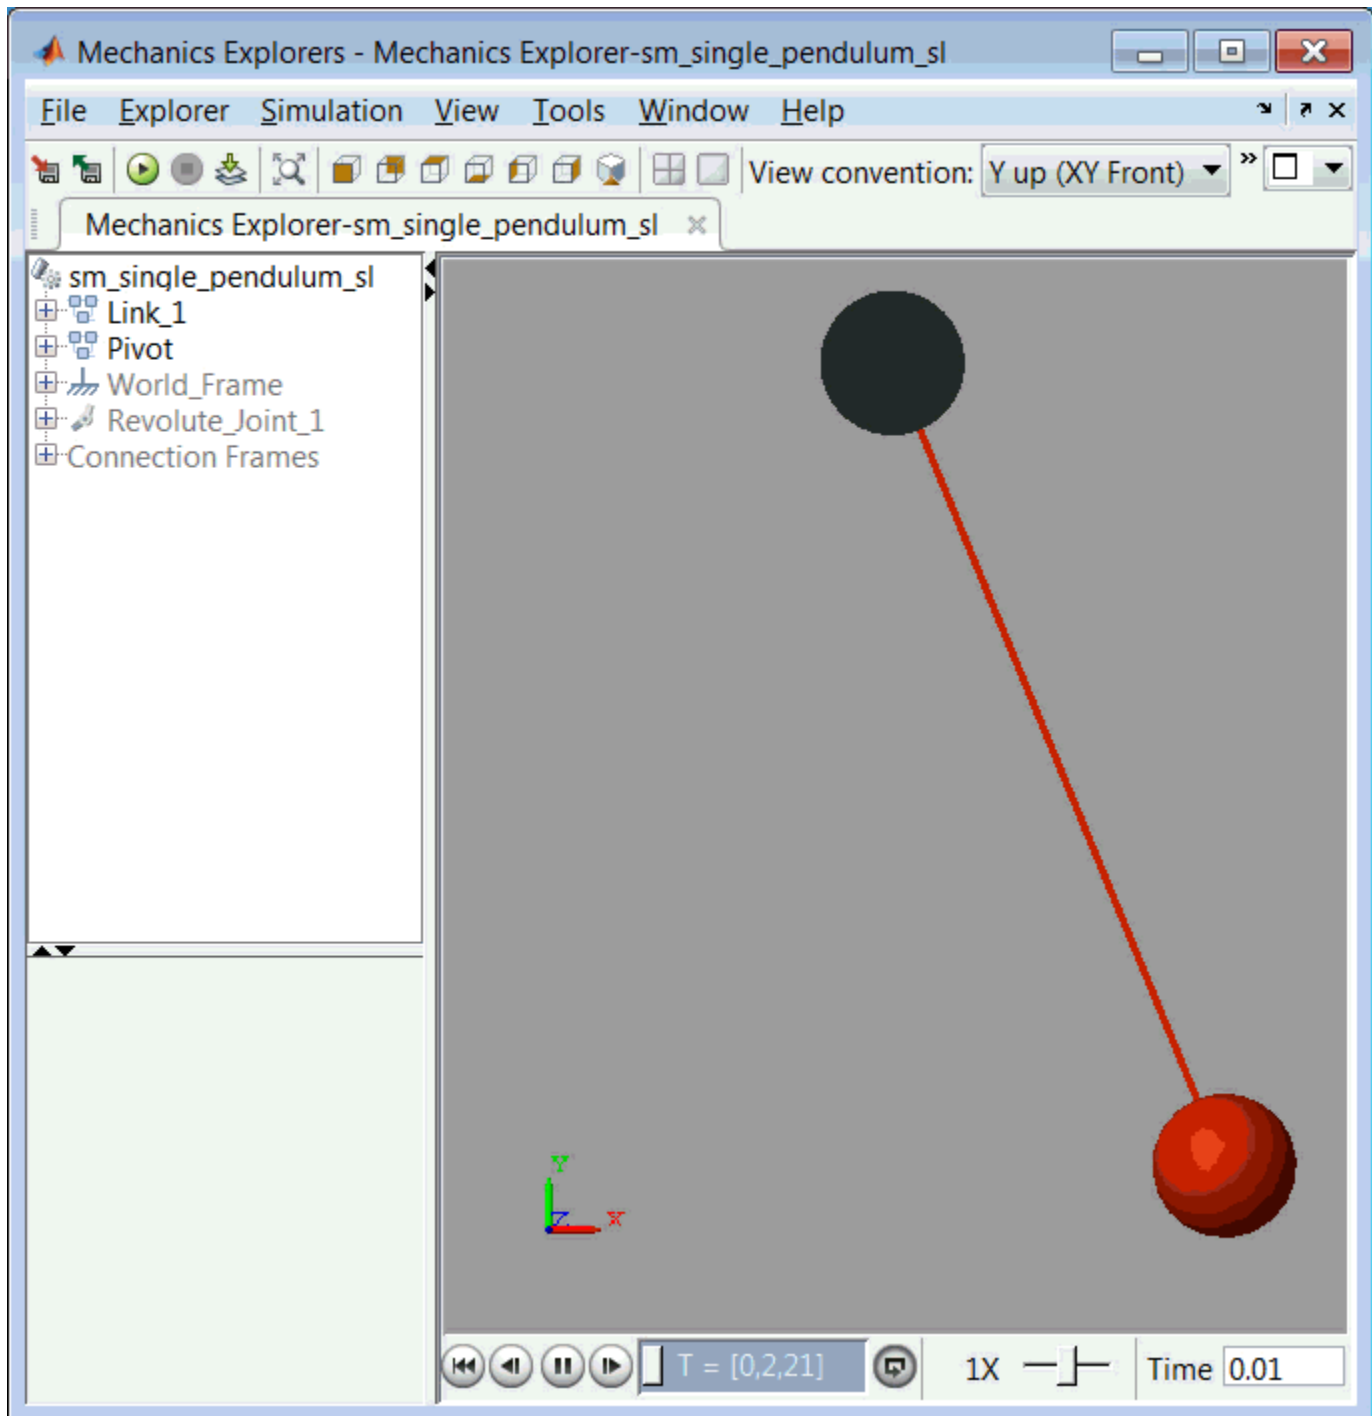 Mechanics Explorers - Mechanics Explorer-sm_single_pendulum_sl
File Explorer Simulation View Tools Window Help
View convention: Y up (XY Front) »
Mechanics Explorer-sm_single_pendulum_sl
sm_single_pendulum_sl
Link_1
Pivot
World_Frame
Revolute_Joint_1
Connection Frames
Y
Z X
T = [0,2,21] 1X Time 0.01